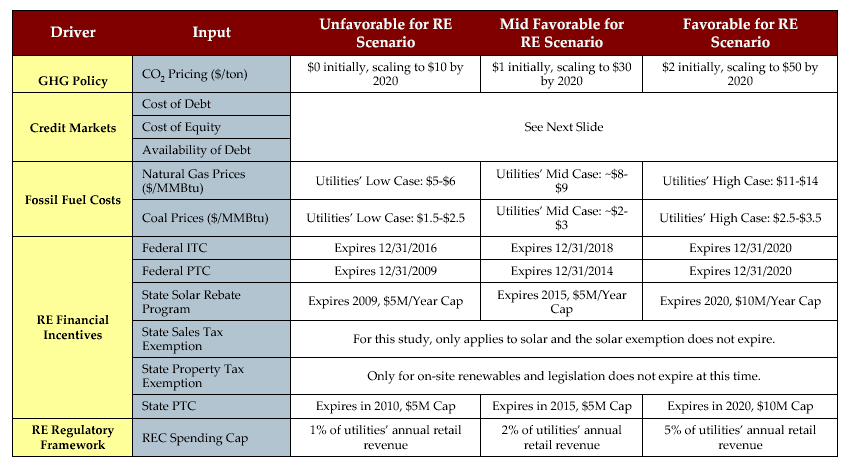 Driver
Input
Unfavorable for RE
Scenario
Mid Favorable for
RE Scenario
Favorable for RE
Scenario
GHG Policy
CO2 Pricing ($/ton)
$0 initially, scaling to $10 by
2020
$1 initially, scaling to $30
by 2020
$2 initially, scaling to $50 by
2020
Credit Markets
Cost of Debt
Cost of Equity
Availability of Debt
See Next Slide
Fossil Fuel Costs
Natural Gas Prices
($/MMBtu)
Utilities' Low Case: $5-$6
Utilities' Mid Case: ~$8-
$9
Utilities' High Case: $11-$14
Coal Prices ($/MMBtu)
Utilities' Low Case: $1.5-$2.5
Utilities' Mid Case: ~$2-
$3
Utilities' High Case: $2.5-$3.5
RE Financial
Incentives
Federal ITC
Expires 12/31/2016
Expires 12/31/2018
Expires 12/31/2020
Federal PTC
Expires 12/31/2009
Expires 12/31/2014
Expires 12/31/2020
State Solar Rebate
Program
Expires 2009, $5M/Year Cap
Expires 2015, $5M/Year
Cap
Expires 2020, $10M/Year Cap
State Sales Tax
Exemption
For this study, only applies to solar and the solar exemption does not expire.
State Property Tax
Exemption
Only for on-site renewables and legislation does not expire at this time.
State PTC
Expires in 2010, $5M Cap
Expires in 2015, $5M Cap
Expires in 2020, $10M Cap
RE Regulatory
Framework
REC Spending Cap
1% of utilities' annual retail
revenue
2% of utilities' annual
retail revenue
5% of utilities' annual retail
revenue